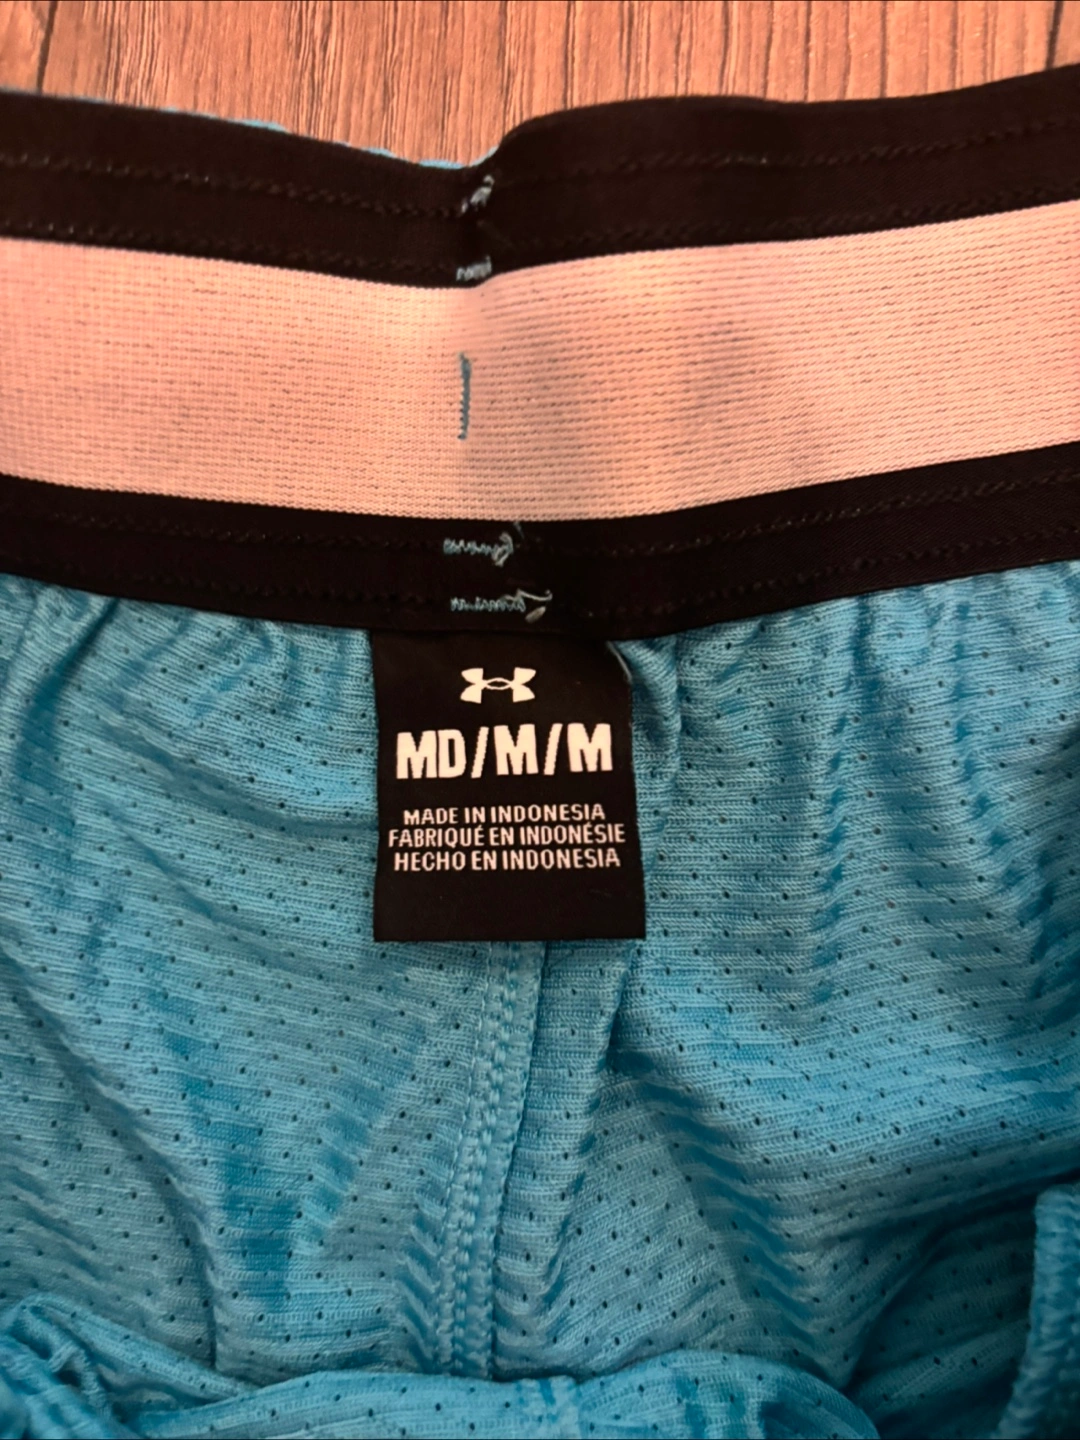 MD/M/M
MADE IN INDONESIA
FABRIQUÉ EN INDONÉSIE
HECHO EN INDONESIA